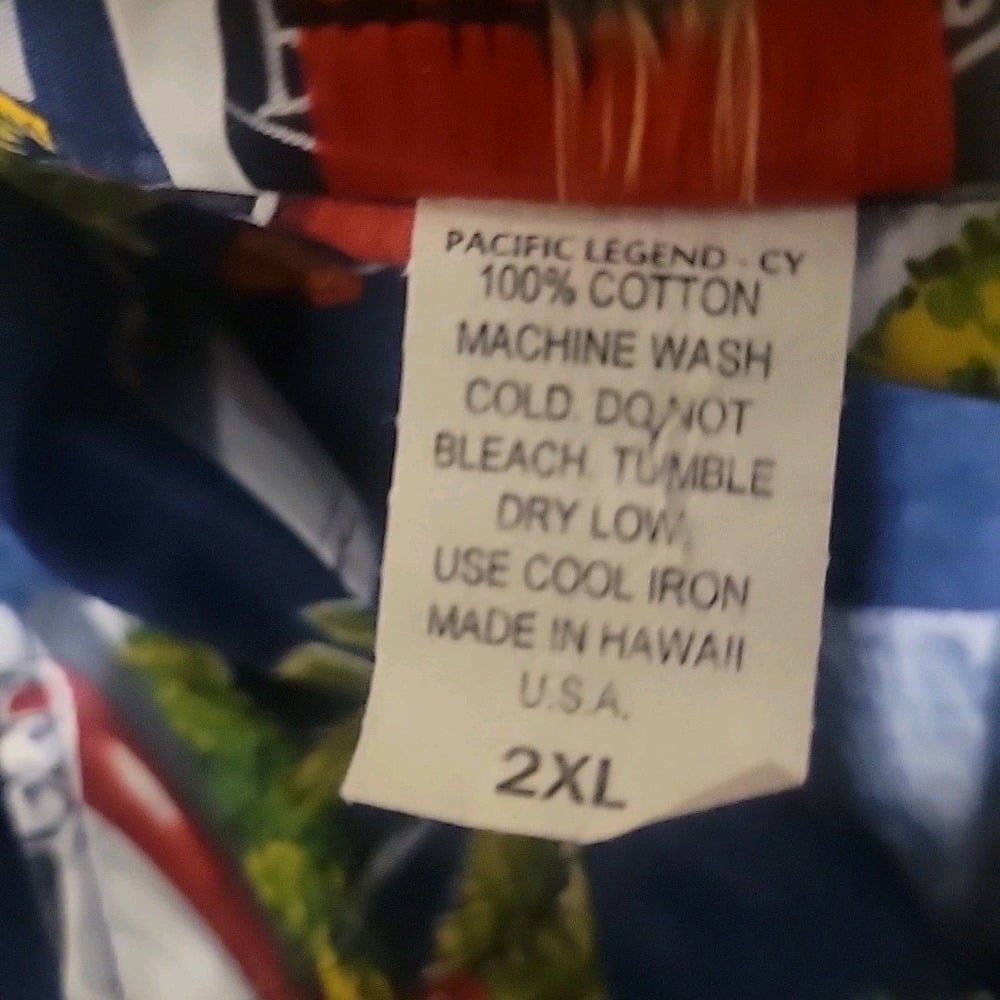 PACIFIC LEGEND - CY
100% COTTON
MACHINE WASH
COLD. DO NOT
BLEACH. TUMBLE
DRY LOW,
USE COOL IRON
MADE IN HAWAII
U.S.A.
2XL